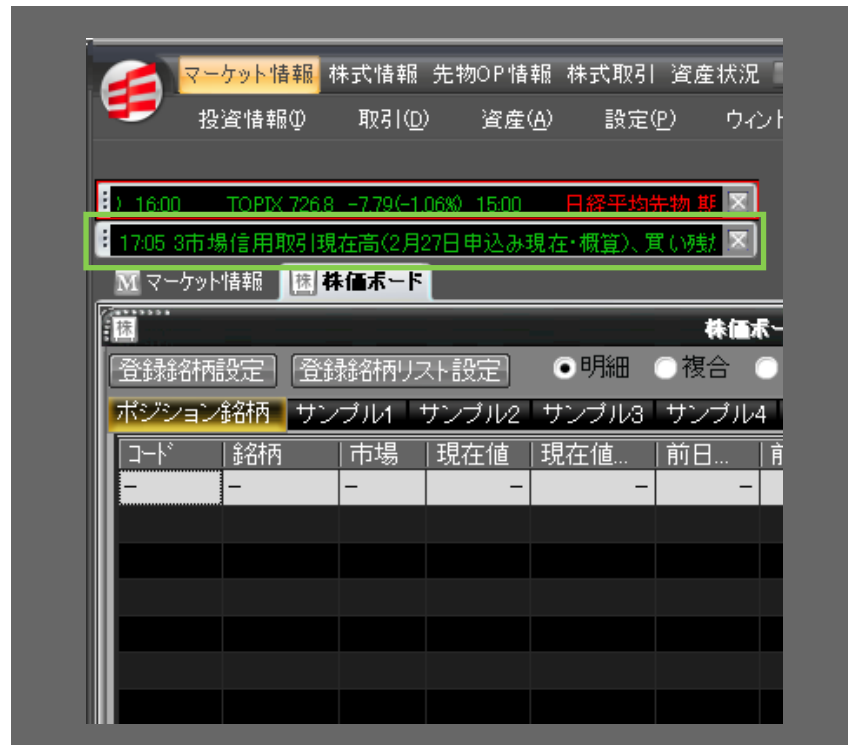 マーケット情報 株式情報 先物OP情報 株式取引 資産状況
投資情報(I) 取引(D) 資産(A) 設定(P) ウィント
) 16:00 TOPIX 726.8 -7.79(-1.06%) 15:00 日経平均先物 期
17:05 3市場信用取引現在高(2月27日申込み現在・概算)、買い残
M マーケット情報 株 株価ボード
株 株価ボー
登録銘柄設定 登録銘柄リスト設定 明細 複合
ポジション銘柄 サンプル1 サンプル2 サンプル3 サンプル4
コード 銘柄 市場 現在値 現在値... 前日... 前
– – – – – –